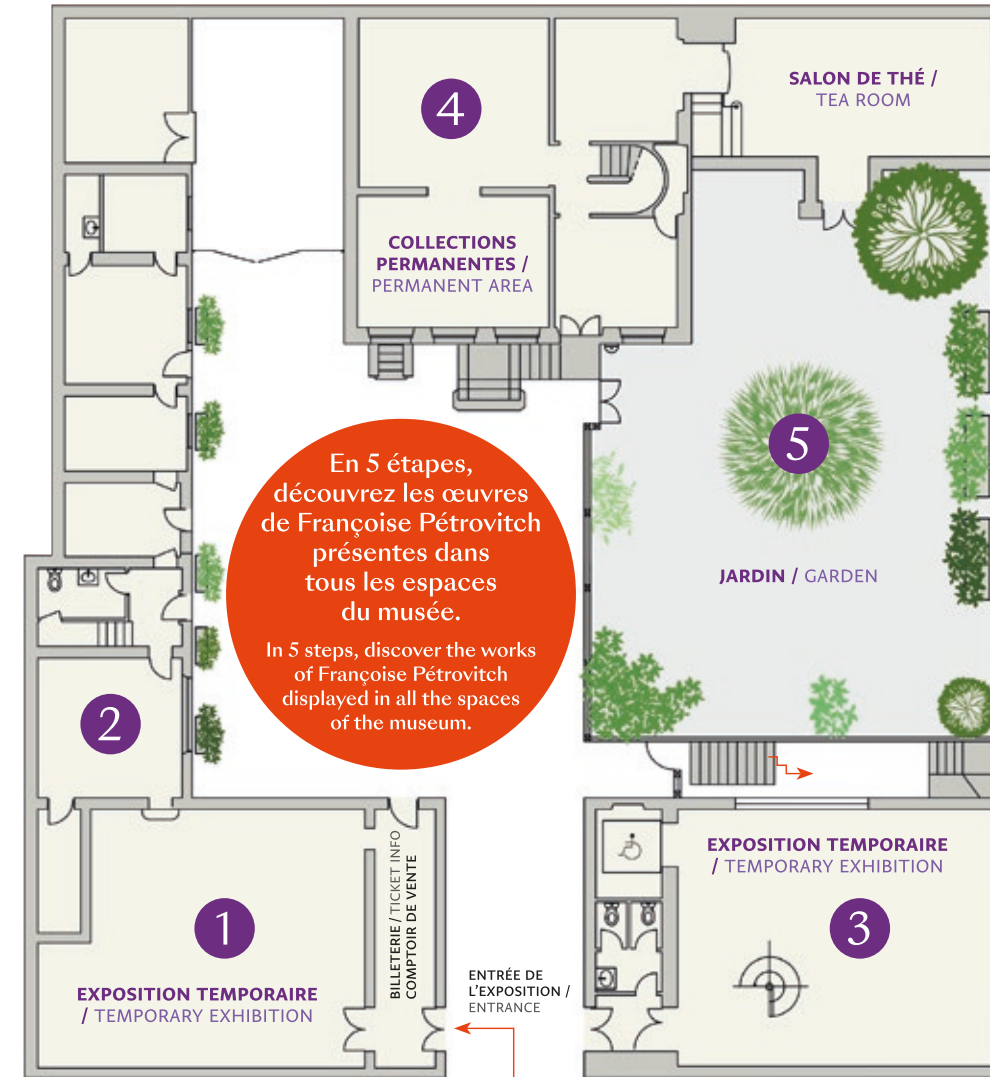 4
SALON DE THÉ /
TEA ROOM
COLLECTIONS
PERMANENTES /
PERMANENT AREA
5
JARDIN / GARDEN
En 5 étapes,
découvrez les œuvres
de Françoise Pétrovitch
présentes dans
tous les espaces
du musée.
In 5 steps, discover the works
of Françoise Pétrovitch
displayed in all the spaces
of the museum.
2
1
EXPOSITION TEMPORAIRE
/ TEMPORARY EXHIBITION
BILLETERIE / TICKET INFO
COMPTOIR DE VENTE
ENTRÉE DE
L'EXPOSITION /
ENTRANCE
EXPOSITION TEMPORAIRE
/ TEMPORARY EXHIBITION
3